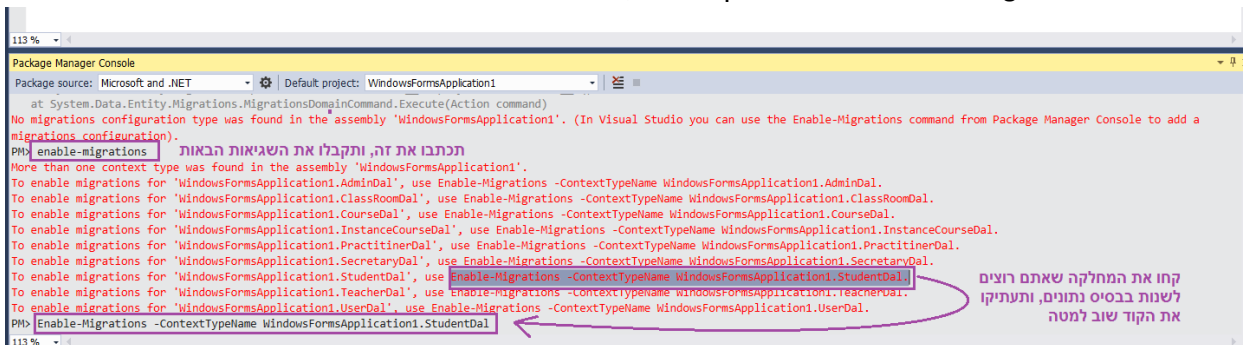 113 %
Package Manager Console
Package source: Microsoft and .NET Default project: WindowsFormsApplication1
at System.Data.Entity.Migrations.MigrationsDomainCommand.Execute(Action command)
No migrations configuration type was found in the assembly 'WindowsFormsApplication1'. (In Visual Studio you can use the Enable-Migrations command from Package Manager Console to add a
migrations configuration).
PM> enable-migrations תכתבו את זה, ותקבלו את השגיאות הבאות
More than one context type was found in the assembly 'WindowsFormsApplication1'.
To enable migrations for 'WindowsFormsApplication1.AdminDal', use Enable-Migrations -ContextTypeName WindowsFormsApplication1.AdminDal.
To enable migrations for 'WindowsFormsApplication1.ClassRoomDal', use Enable-Migrations -ContextTypeName WindowsFormsApplication1.ClassRoomDal.
To enable migrations for 'WindowsFormsApplication1.CourseDal', use Enable-Migrations -ContextTypeName WindowsFormsApplication1.CourseDal.
To enable migrations for 'WindowsFormsApplication1.InstanceCourseDal', use Enable-Migrations -ContextTypeName WindowsFormsApplication1.InstanceCourseDal.
To enable migrations for 'WindowsFormsApplication1.PractitinerDal', use Enable-Migrations -ContextTypeName WindowsFormsApplication1.PractitinerDal.
To enable migrations for 'WindowsFormsApplication1.SecretaryDal', use Enable-Migrations -ContextTypeName WindowsFormsApplication1.SecretaryDal.
To enable migrations for 'WindowsFormsApplication1.StudentDal', use Enable-Migrations -ContextTypeName WindowsFormsApplication1.StudentDal.
To enable migrations for 'WindowsFormsApplication1.TeacherDal', use Enable-Migrations -ContextTypeName WindowsFormsApplication1.TeacherDal.
To enable migrations for 'WindowsFormsApplication1.UserDal', use Enable-Migrations -ContextTypeName WindowsFormsApplication1.UserDal.
PM> Enable-Migrations -ContextTypeName WindowsFormsApplication1.StudentDal
קחו את המחלקה שאתם רוצים
לשנות בבסיס נתונים, ותעתיקו
את הקוד שוב למטה
113 %